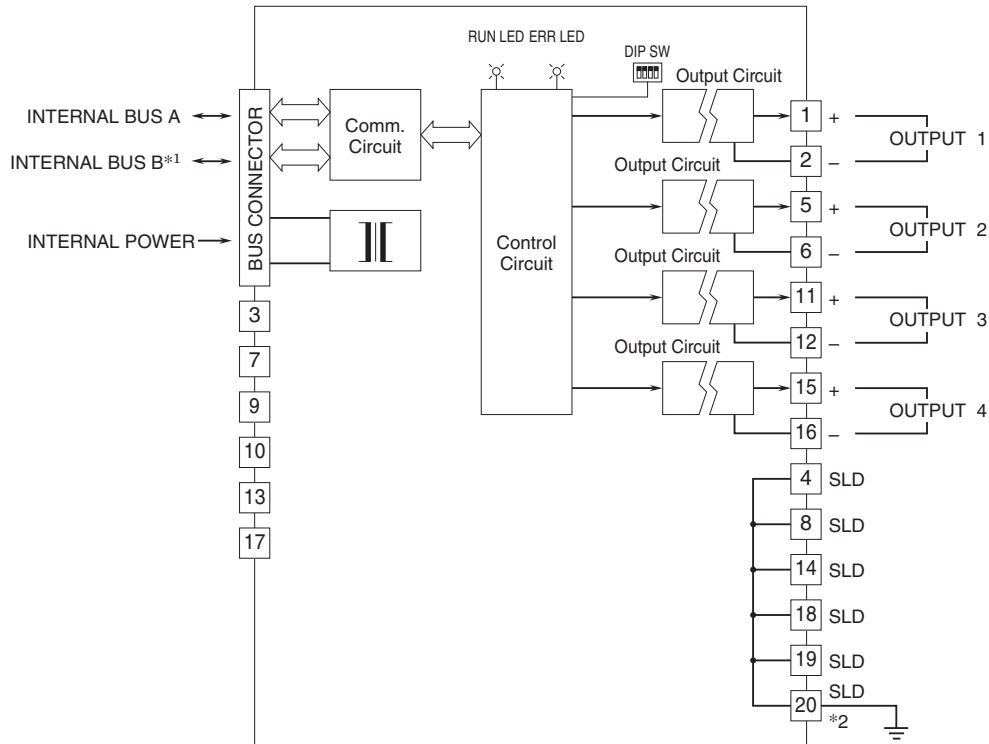 RUN LED ERR LED
DIP SW
Output Circuit
INTERNAL BUS A
BUS CONNECTOR
Comm.
Circuit
1 +
OUTPUT 1
INTERNAL BUS B*1
2 –
Output Circuit
5 +
OUTPUT 2
INTERNAL POWER
Control
Circuit
6 –
Output Circuit
3
11 +
OUTPUT 3
12 –
7
Output Circuit
9
15 +
OUTPUT 4
16 –
10
4 SLD
13
8 SLD
17
14 SLD
18 SLD
19 SLD
SLD
20
*2